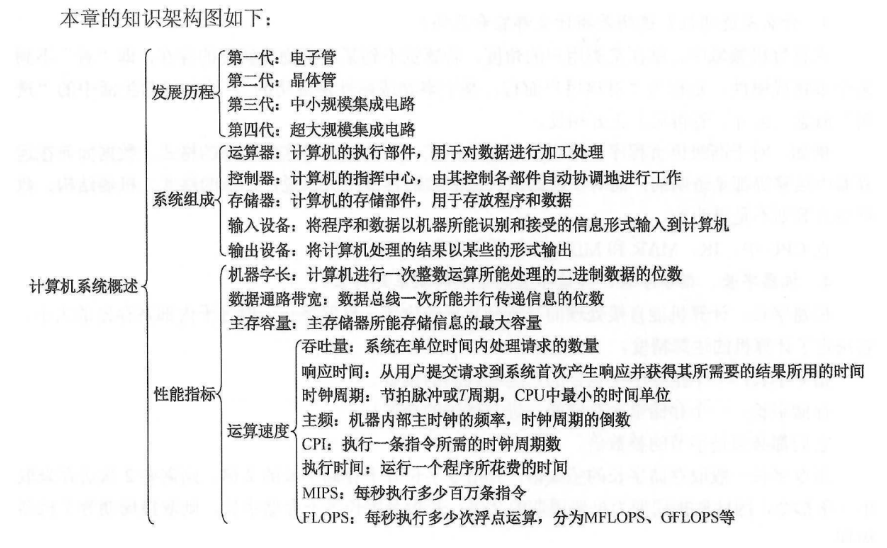 本章的知识架构图如下：
计算机系统概述
发展历程
第一代：电子管
第二代：晶体管
第三代：中小规模集成电路
第四代：超大规模集成电路
系统组成
运算器：计算机的执行部件，用于对数据进行加工处理
控制器：计算机的指挥中心，由其控制各部件自动协调地进行工作
存储器：计算机的存储部件，用于存放程序和数据
输入设备：将程序和数据以机器所能识别和接受的信息形式输入到计算机
输出设备：将计算机处理的结果以某些的形式输出
性能指标
机器字长：计算机进行一次整数运算所能处理的二进制数据的位数
数据通路带宽：数据总线一次所能并行传递信息的位数
主存容量：主存储器所能存储信息的最大容量
运算速度
吞吐量：系统在单位时间内处理请求的数量
响应时间：从用户提交请求到系统首次产生响应并获得其所需要的结果所用的时间
时钟周期：节拍脉冲或T周期，CPU中最小的时间单位
主频：机器内部主时钟的频率，时钟周期的倒数
CPI：执行一条指令所需的时钟周期数
执行时间：运行一个程序所花费的时间
MIPS：每秒执行多少百万条指令
FLOPS：每秒执行多少次浮点运算，分为MFLOPS、GFLOPS等